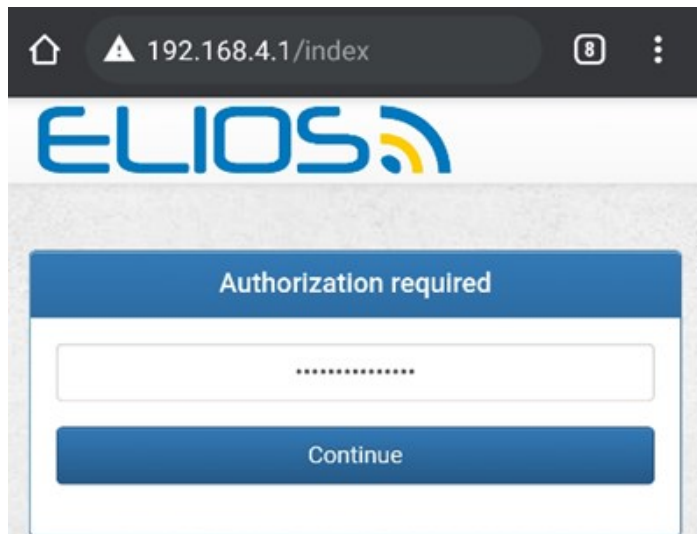 192.168.4.1/index 8
ELIOS
Authorization required
•••••••••••••••
Continue